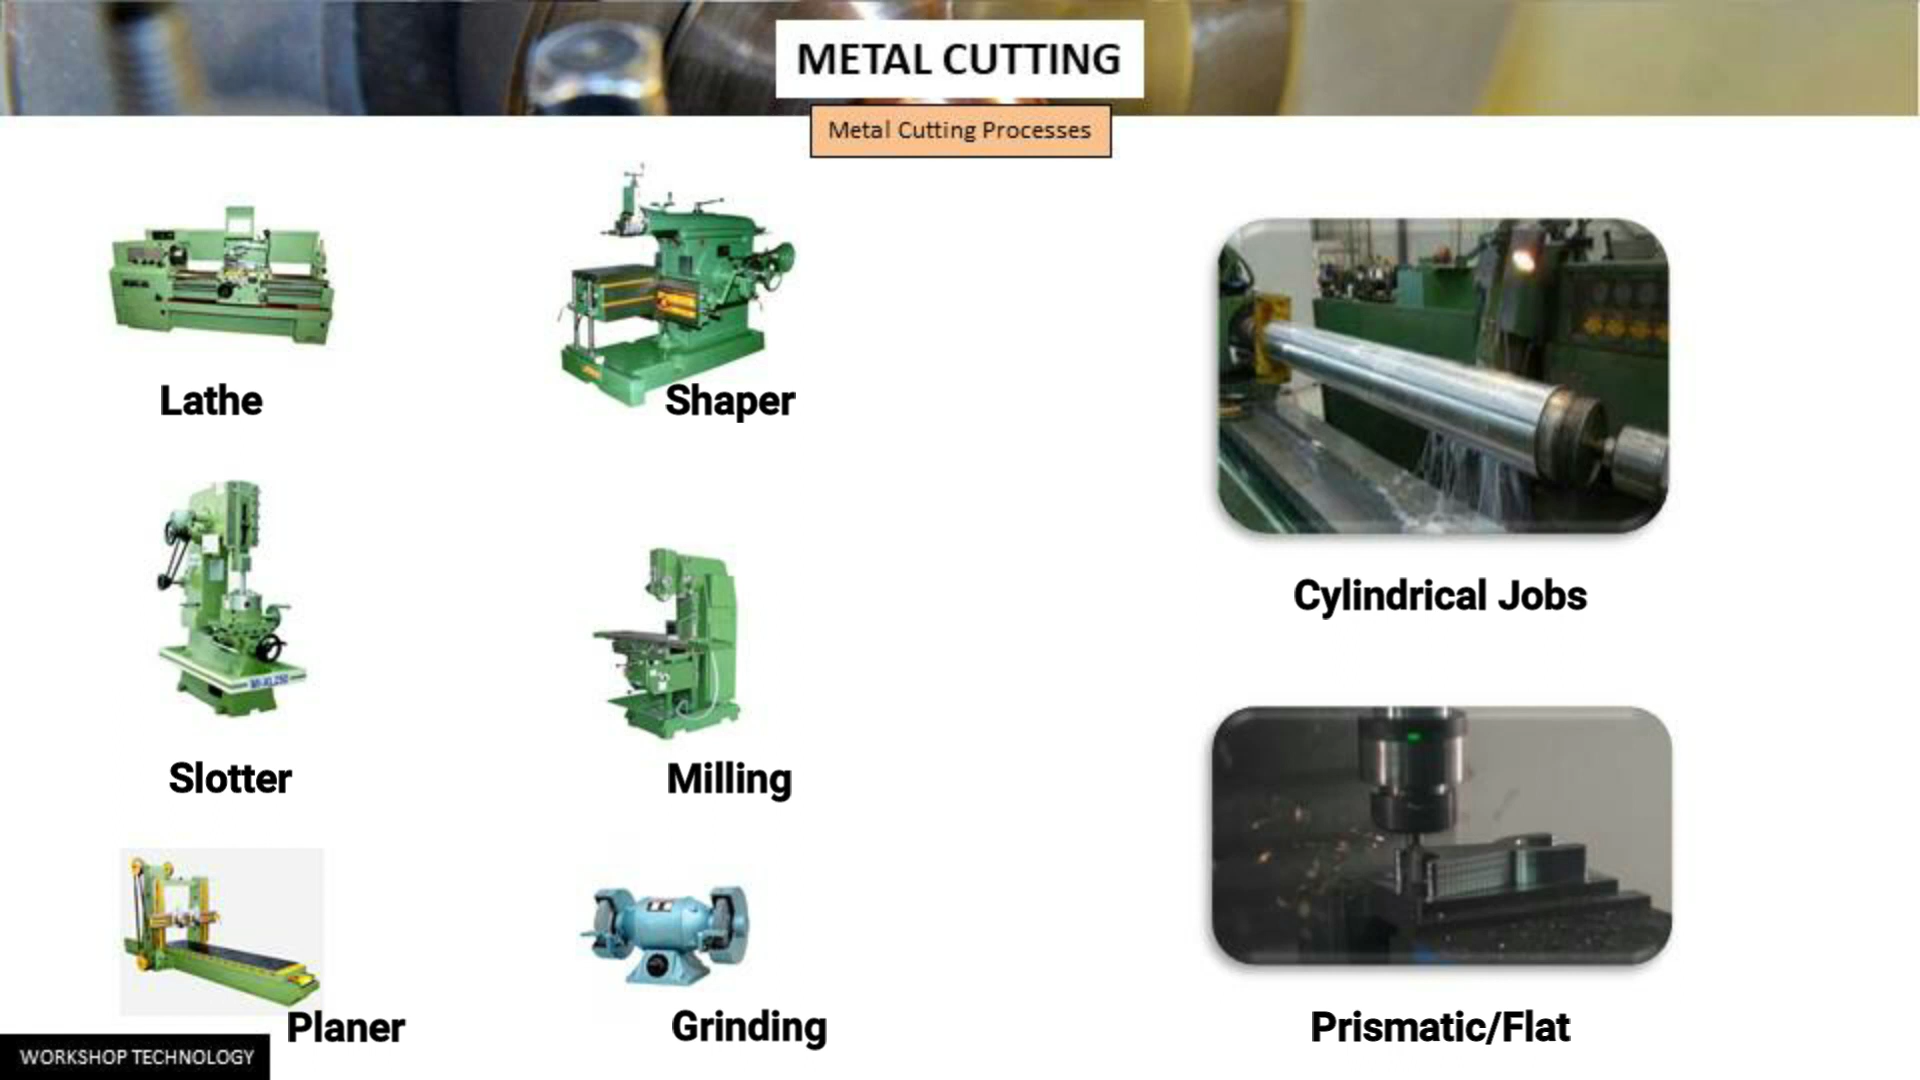 METAL CUTTING
Metal Cutting Processes
Lathe
Shaper
Cylindrical Jobs
Slotter
Milling
Planer
Grinding
Prismatic/Flat
WORKSHOP TECHNOLOGY